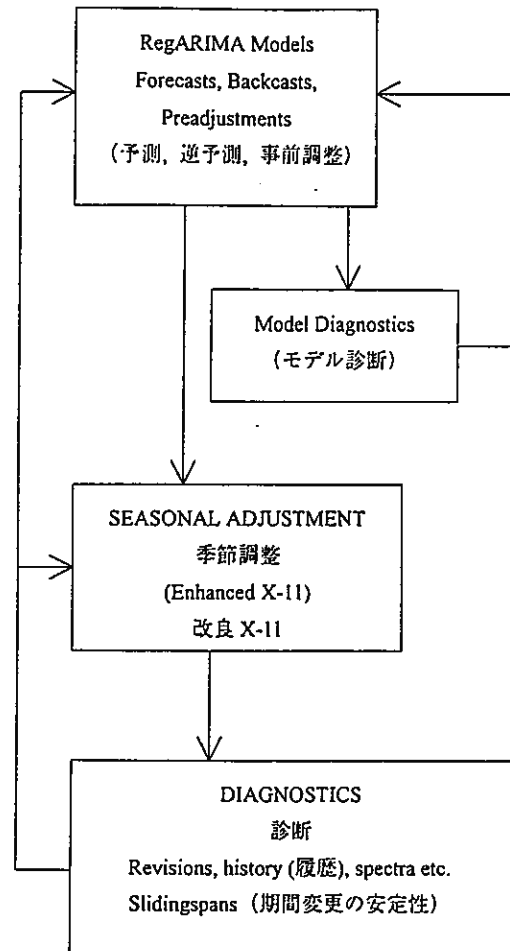 RegARIMA Models
Forecasts, Backcasts,
Preadjustments
（予測, 逆予測, 事前調整）
Model Diagnostics
（モデル診断）
SEASONAL ADJUSTMENT
季節調整
(Enhanced X-11)
改良 X-11
DIAGNOSTICS
診断
Revisions, history (履歴), spectra etc.
Slidingspans（期間変更の安定性）